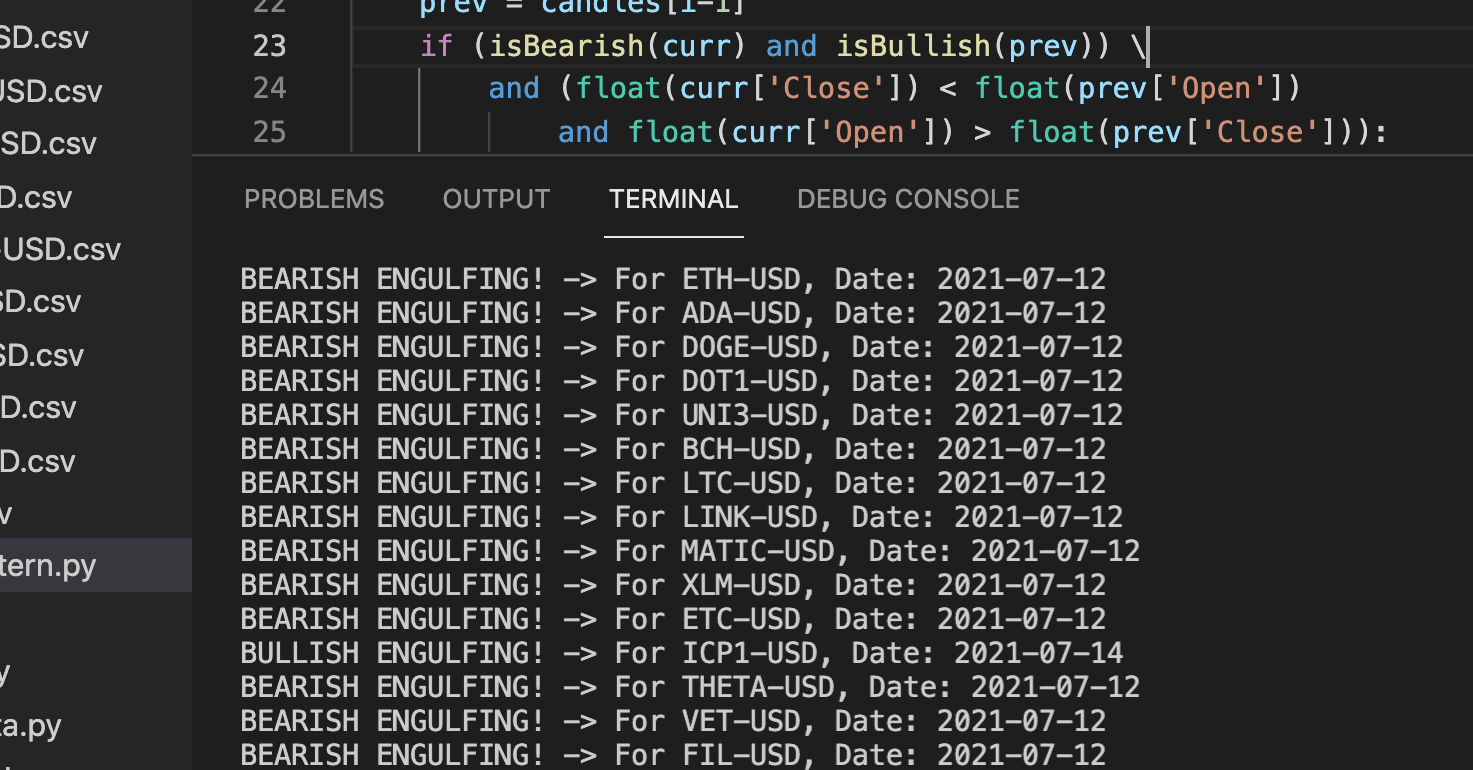 SD.csv
USD.csv
SD.csv
D.csv
-USD.csv
SD.csv
SD.csv
D.csv
D.csv
v
tern.py
y
ta.py
22 prev = candles[i-1]
23 if (isBearish(curr) and isBullish(prev)) \
24 and (float(curr['Close']) < float(prev['Open'])
25 and float(curr['Open']) > float(prev['Close'])):
PROBLEMS OUTPUT TERMINAL DEBUG CONSOLE
BEARISH ENGULFING! -> For ETH-USD, Date: 2021-07-12
BEARISH ENGULFING! -> For ADA-USD, Date: 2021-07-12
BEARISH ENGULFING! -> For DOGE-USD, Date: 2021-07-12
BEARISH ENGULFING! -> For DOT1-USD, Date: 2021-07-12
BEARISH ENGULFING! -> For UNI3-USD, Date: 2021-07-12
BEARISH ENGULFING! -> For BCH-USD, Date: 2021-07-12
BEARISH ENGULFING! -> For LTC-USD, Date: 2021-07-12
BEARISH ENGULFING! -> For LINK-USD, Date: 2021-07-12
BEARISH ENGULFING! -> For MATIC-USD, Date: 2021-07-12
BEARISH ENGULFING! -> For XLM-USD, Date: 2021-07-12
BEARISH ENGULFING! -> For ETC-USD, Date: 2021-07-12
BULLISH ENGULFING! -> For ICP1-USD, Date: 2021-07-14
BEARISH ENGULFING! -> For THETA-USD, Date: 2021-07-12
BEARISH ENGULFING! -> For VET-USD, Date: 2021-07-12
BEARISH ENGULFING! -> For FIL-USD, Date: 2021-07-12